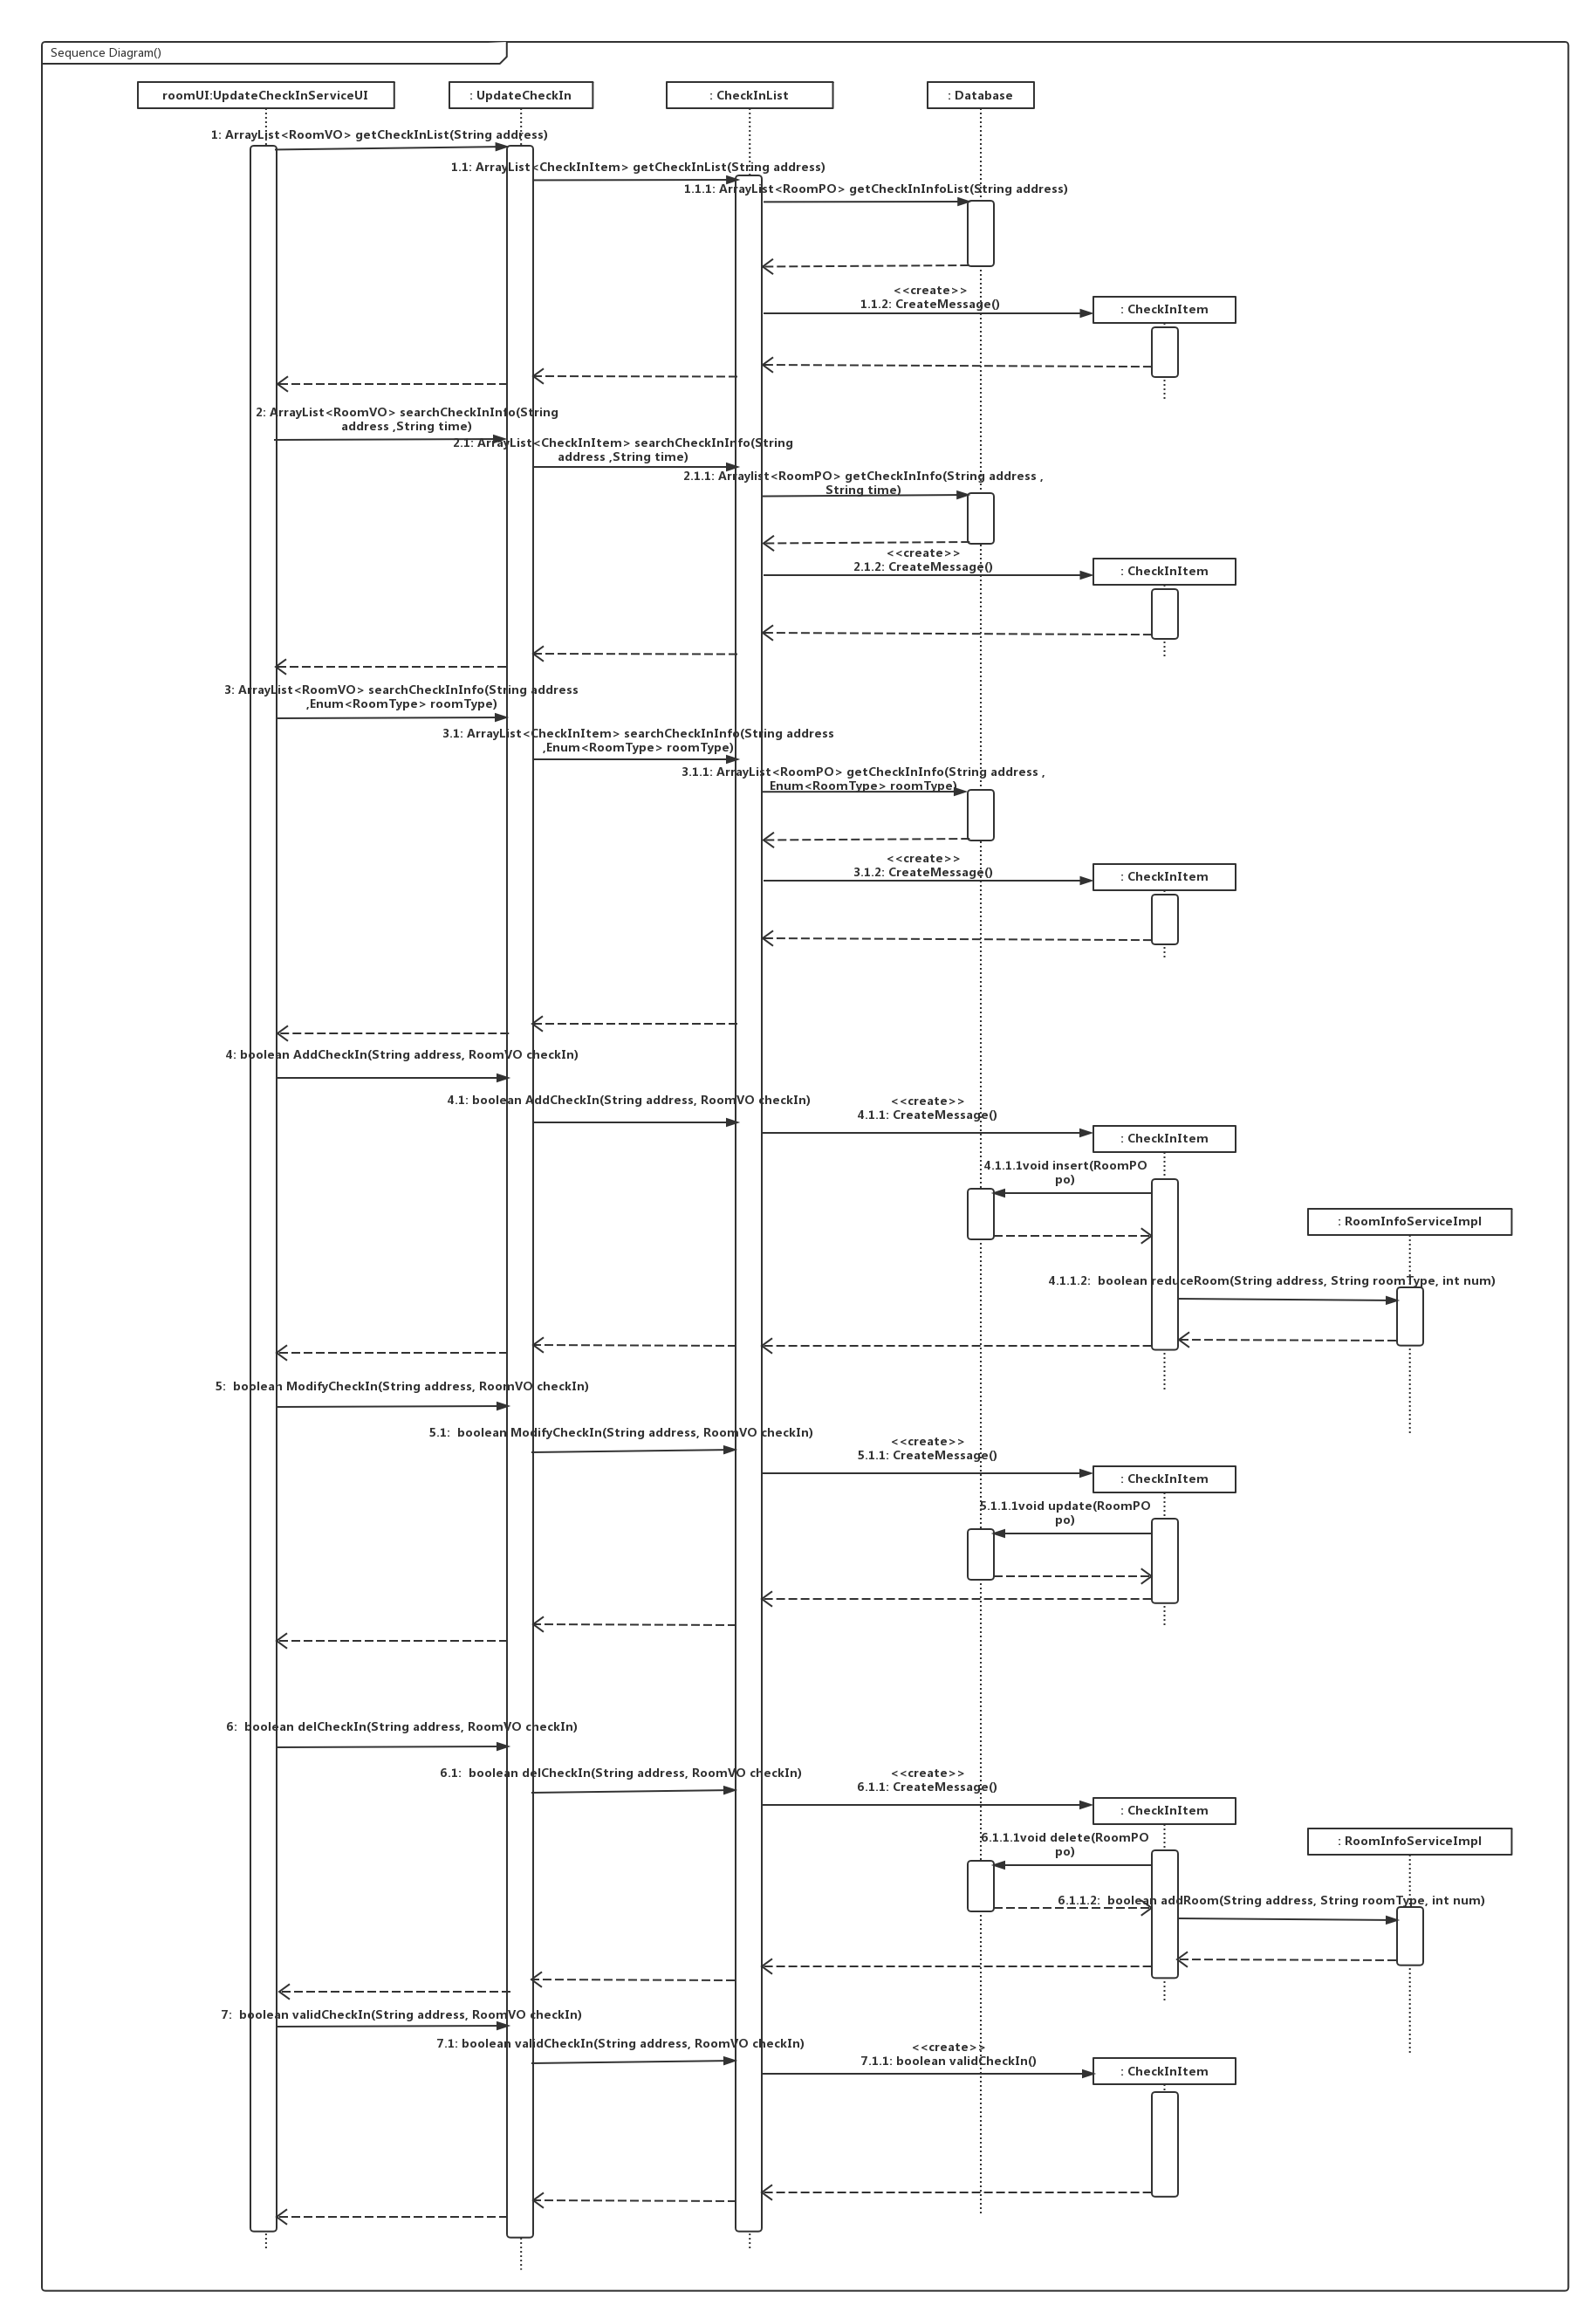 Sequence Diagram()
roomUI:UpdateCheckInServiceUI
: UpdateCheckIn
: CheckInList
: Database
1: ArrayList<RoomVO> getCheckInList(String address)
1.1: ArrayList<CheckInItem> getCheckInList(String address)
1.1.1: ArrayList<RoomPO> getCheckInInfoList(String address)
<<create>>
1.1.2: CreateMessage()
: CheckInItem
2: ArrayList<RoomVO> searchCheckInInfo(String
address ,String time)
2.1: ArrayList<CheckInItem> searchCheckInInfo(String
address ,String time)
2.1.1: Arraylist<RoomPO> getCheckInInfo(String address ,
String time)
<<create>>
2.1.2: CreateMessage()
: CheckInItem
3: ArrayList<RoomVO> searchCheckInInfo(String address
,Enum<RoomType> roomType)
3.1: ArrayList<CheckInItem> searchCheckInInfo(String address
,Enum<RoomType> roomType)
3.1.1: ArrayList<RoomPO> getCheckInInfo(String address ,
Enum<RoomType> roomType)
<<create>>
3.1.2: CreateMessage()
: CheckInItem
4: boolean AddCheckIn(String address, RoomVO checkIn)
4.1: boolean AddCheckIn(String address, RoomVO checkIn)
<<create>>
4.1.1: CreateMessage()
: CheckInItem
4.1.1.1void insert(RoomPO
po)
: RoomInfoServiceImpl
4.1.1.2:  boolean reduceRoom(String address, String roomType, int num)
5:  boolean ModifyCheckIn(String address, RoomVO checkIn)
5.1:  boolean ModifyCheckIn(String address, RoomVO checkIn)
<<create>>
5.1.1: CreateMessage()
: CheckInItem
5.1.1.1void update(RoomPO
po)
6:  boolean delCheckIn(String address, RoomVO checkIn)
6.1:  boolean delCheckIn(String address, RoomVO checkIn)
<<create>>
6.1.1: CreateMessage()
: CheckInItem
6.1.1.1void delete(RoomPO
po)
: RoomInfoServiceImpl
6.1.1.2:  boolean addRoom(String address, String roomType, int num)
7:  boolean validCheckIn(String address, RoomVO checkIn)
7.1: boolean validCheckIn(String address, RoomVO checkIn)
<<create>>
7.1.1: boolean validCheckIn()
: CheckInItem